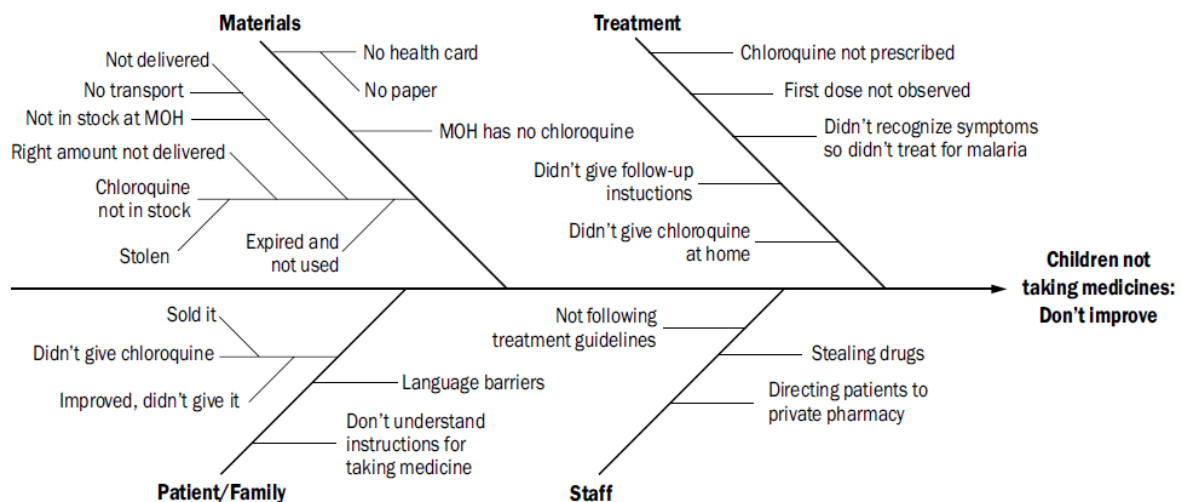 Materials
Not delivered
No transport
Not in stock at MOH
Right amount not delivered
Chloroquine
not in stock
Stolen
Expired and
not used
No health card
No paper
MOH has no chloroquine
Treatment
Chloroquine not prescribed
First dose not observed
Didn't recognize symptoms
so didn't treat for malaria
Didn't give follow-up
instuctions
Didn't give chloroquine
at home
Children not
taking medicines:
Don't improve
Sold it
Didn't give chloroquine
Improved, didn't give it
Language barriers
Don't understand
instructions for
taking medicine
Patient/Family
Not following
treatment guidelines
Stealing drugs
Directing patients to
private pharmacy
Staff